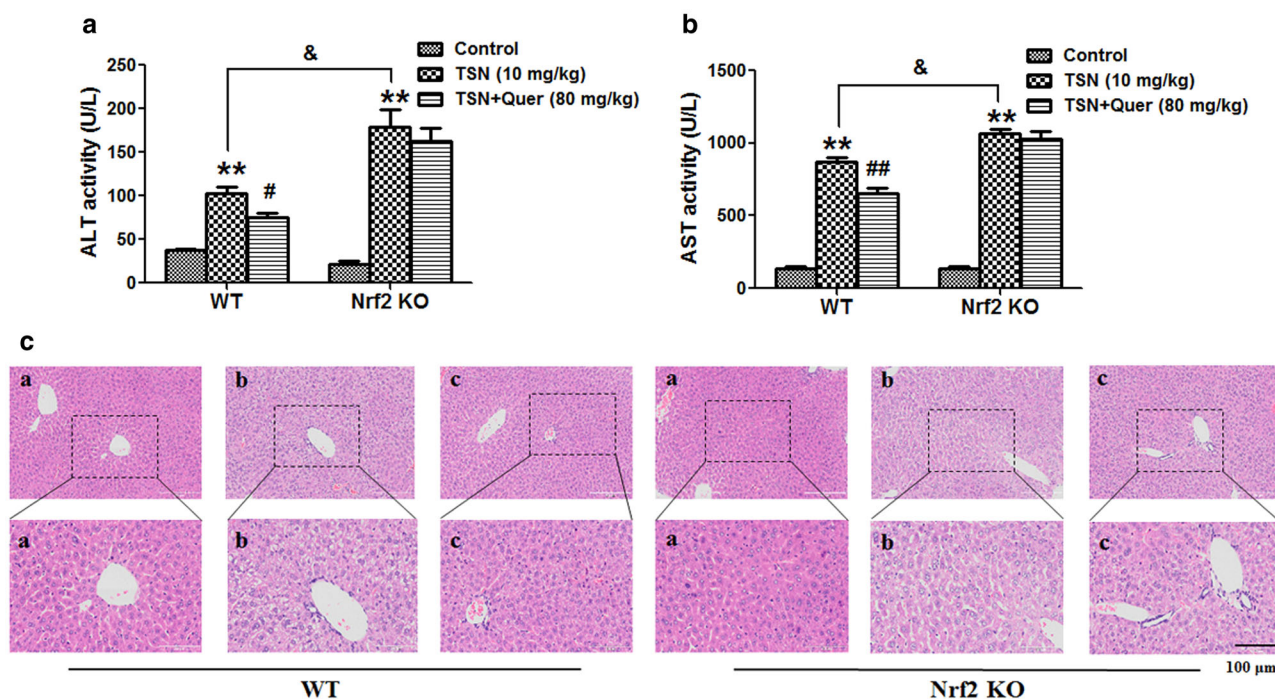 a
&
Control
TSN (10 mg/kg)
TSN+Quer (80 mg/kg)
ALT activity (U/L)
250
200
150
100
50
0
**
#
**
WT
Nrf2 KO
b
&
Control
TSN (10 mg/kg)
TSN+Quer (80 mg/kg)
AST activity (U/L)
1500
1000
500
0
**
##
**
WT
Nrf2 KO
c
a b c a b c
a b c a b c
100 μm
WT Nrf2 KO